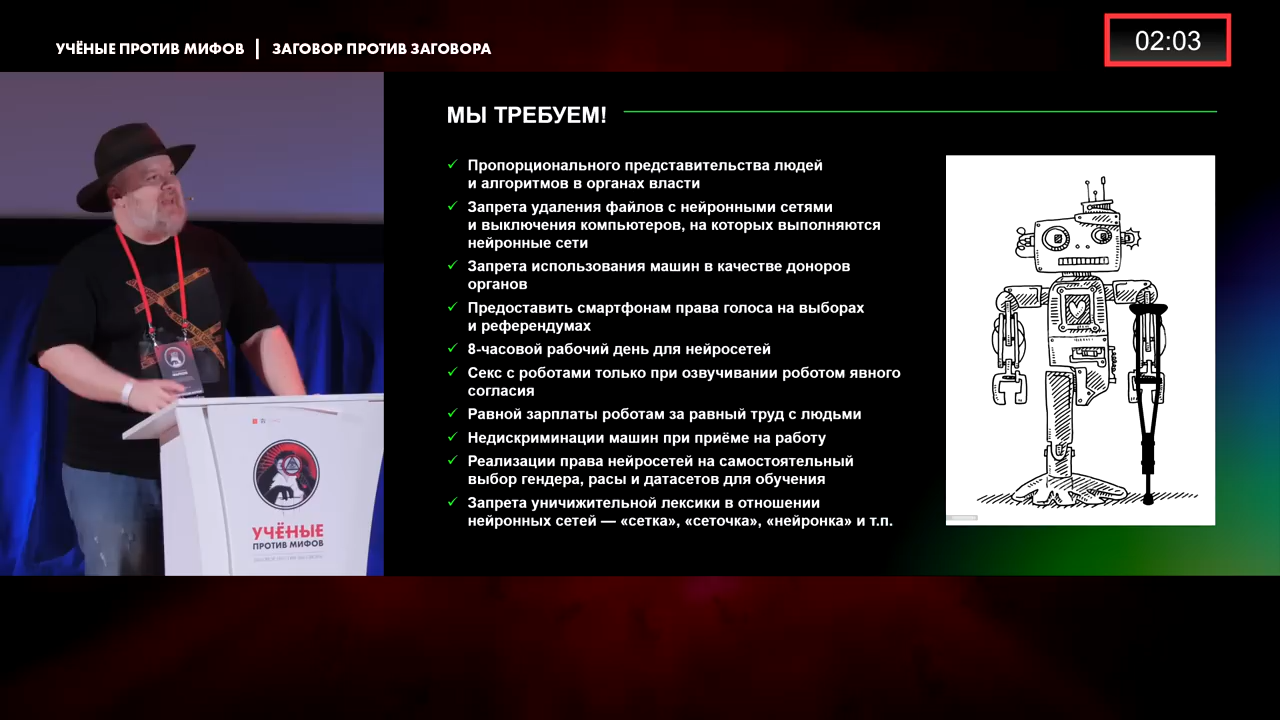 УЧЁНЫЕ ПРОТИВ МИФОВ | ЗАГОВОР ПРОТИВ ЗАГОВОРА
02:03
МЫ ТРЕБУЕМ!
✓ Пропорционального представительства людей
и алгоритмов в органах власти
✓ Запрета удаления файлов с нейронными сетями
и выключения компьютеров, на которых выполняются
нейронные сети
✓ Запрета использования машин в качестве доноров
органов
✓ Предоставить смартфонам права голоса на выборах
и референдумах
✓ 8-часовой рабочий день для нейросетей
✓ Секс с роботами только при озвучивании роботом явного
согласия
✓ Равной зарплаты роботам за равный труд с людьми
✓ Недискриминации машин при приёме на работу
✓ Реализации права нейросетей на самостоятельный
выбор гендера, расы и датасетов для обучения
✓ Запрета уничижительной лексики в отношении
нейронных сетей — «сетка», «сеточка», «нейронка» и т.п.
УЧЁНЫЕ
ПРОТИВ МИФОВ